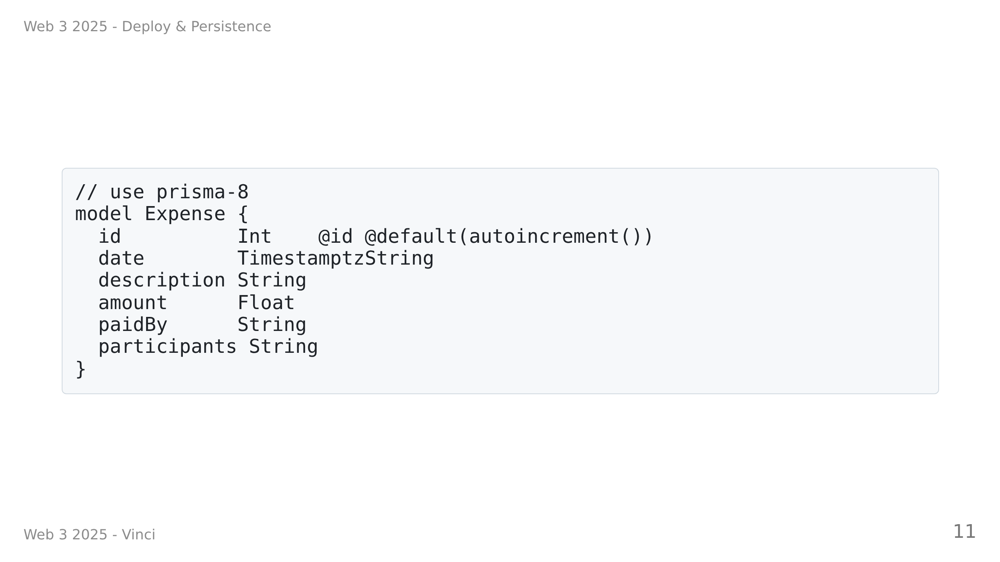 Web 3 2025 - Deploy & Persistence
// use prisma-8
model Expense {
  id          Int    @id @default(autoincrement())
  date        TimestamptzString
  description String
  amount      Float
  paidBy      String
  participants String
}
Web 3 2025 - Vinci
11